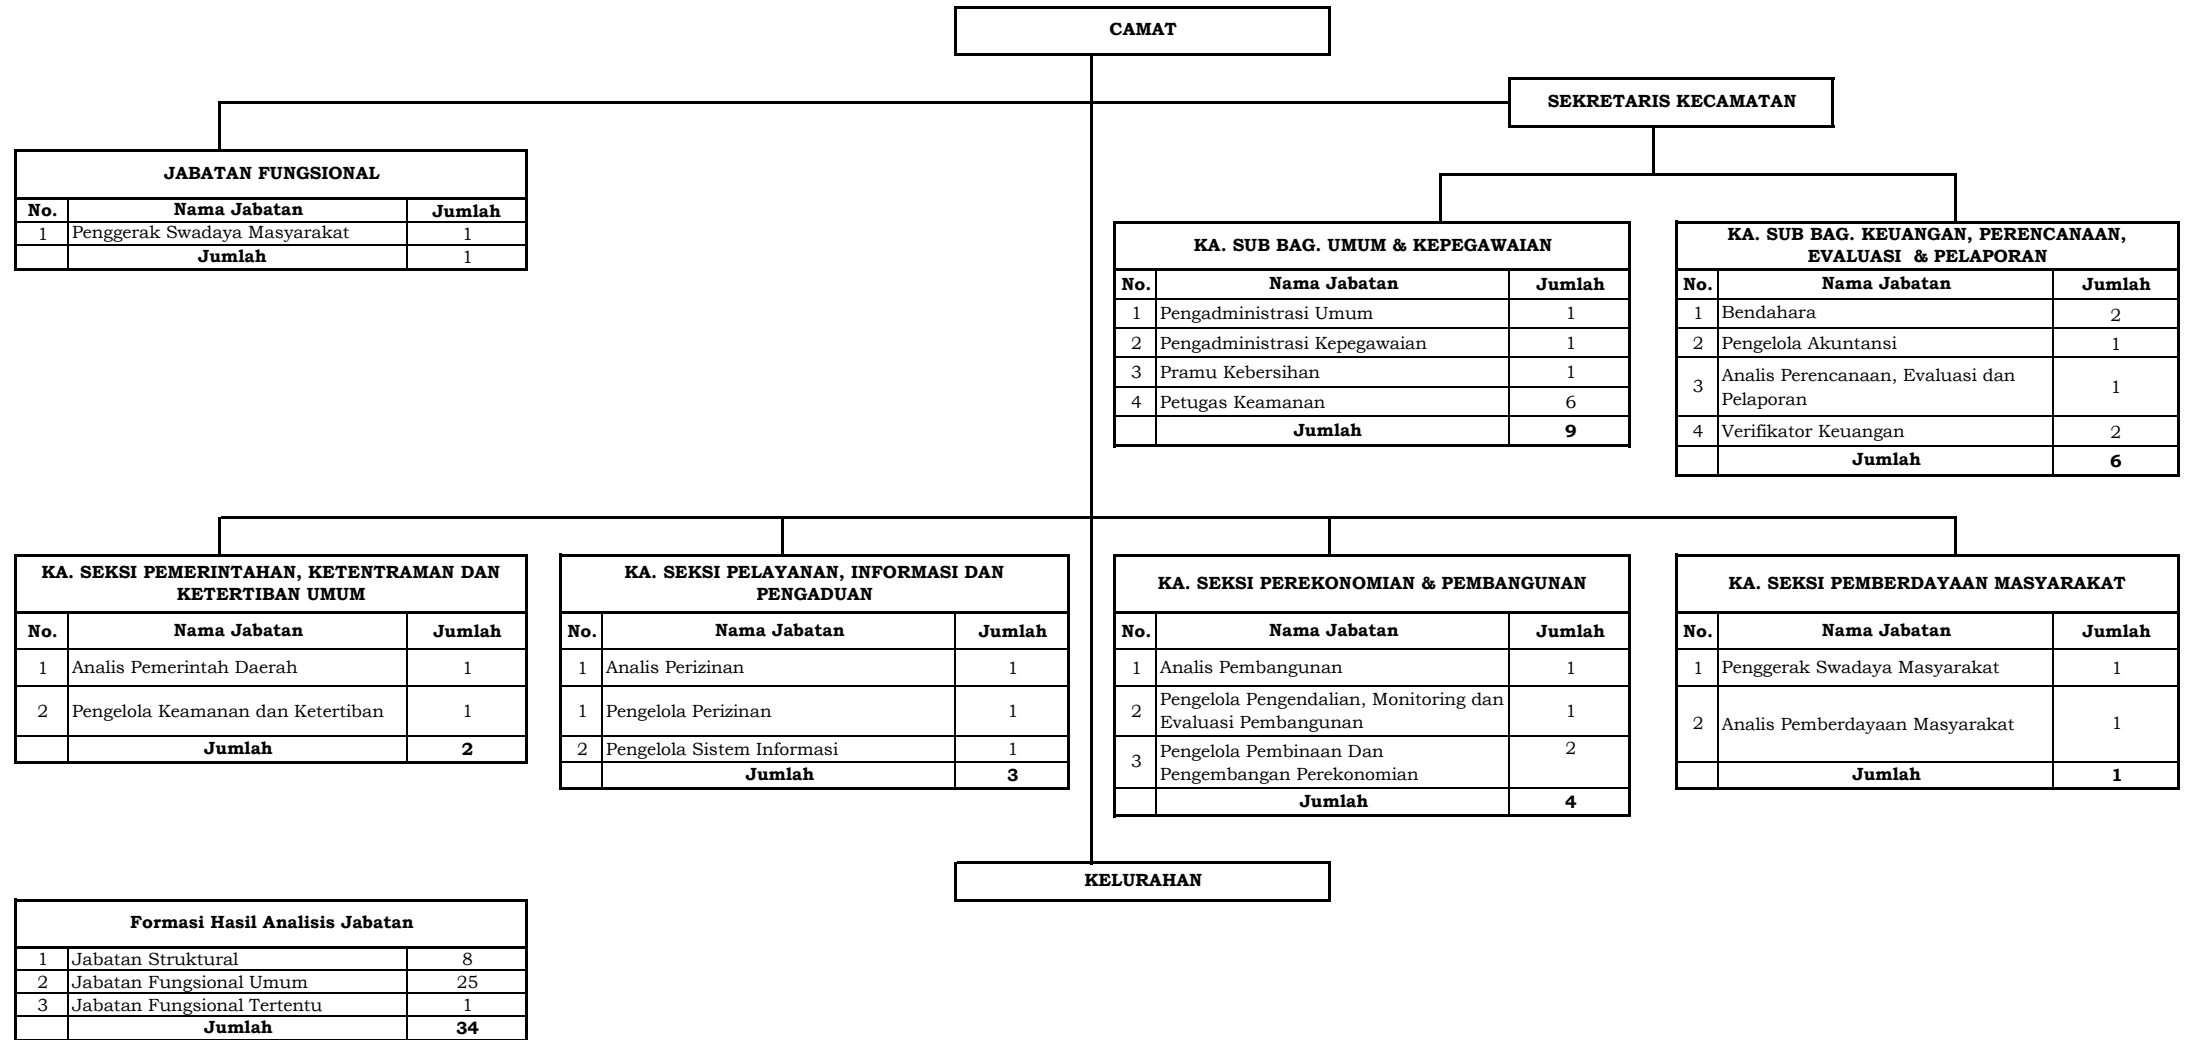 CAMAT
SEKRETARIS KECAMATAN
JABATAN FUNGSIONAL
No. Nama Jabatan Jumlah
1 Penggerak Swadaya Masyarakat 1
Jumlah 1
KA. SUB BAG. UMUM & KEPEGAWAIAN
No. Nama Jabatan Jumlah
1 Pengadministrasi Umum 1
2 Pengadministrasi Kepegawaian 1
3 Pramu Kebersihan 1
4 Petugas Keamanan 6
Jumlah 9
KA. SUB BAG. KEUANGAN, PERENCANAAN,
EVALUASI & PELAPORAN
No. Nama Jabatan Jumlah
1 Bendahara 2
2 Pengelola Akuntansi 1
3 Analis Perencanaan, Evaluasi dan
Pelaporan 1
4 Verifikator Keuangan 2
Jumlah 6
KA. SEKSI PEMERINTAHAN, KETENTRAMAN DAN
KETERTIBAN UMUM
No. Nama Jabatan Jumlah
1 Analis Pemerintah Daerah 1
2 Pengelola Keamanan dan Ketertiban 1
Jumlah 2
KA. SEKSI PELAYANAN, INFORMASI DAN
PENGADUAN
No. Nama Jabatan Jumlah
1 Analis Perizinan 1
1 Pengelola Perizinan 1
2 Pengelola Sistem Informasi 1
Jumlah 3
KA. SEKSI PEREKONOMIAN & PEMBANGUNAN
No. Nama Jabatan Jumlah
1 Analis Pembangunan 1
2 Pengelola Pengendalian, Monitoring dan
Evaluasi Pembangunan 1
3 Pengelola Pembinaan Dan
Pengembangan Perekonomian 2
Jumlah 4
KA. SEKSI PEMBERDAYAAN MASYARAKAT
No. Nama Jabatan Jumlah
1 Penggerak Swadaya Masyarakat 1
2 Analis Pemberdayaan Masyarakat 1
Jumlah 1
KELURAHAN
Formasi Hasil Analisis Jabatan
1 Jabatan Struktural 8
2 Jabatan Fungsional Umum 25
3 Jabatan Fungsional Tertentu 1
Jumlah 34